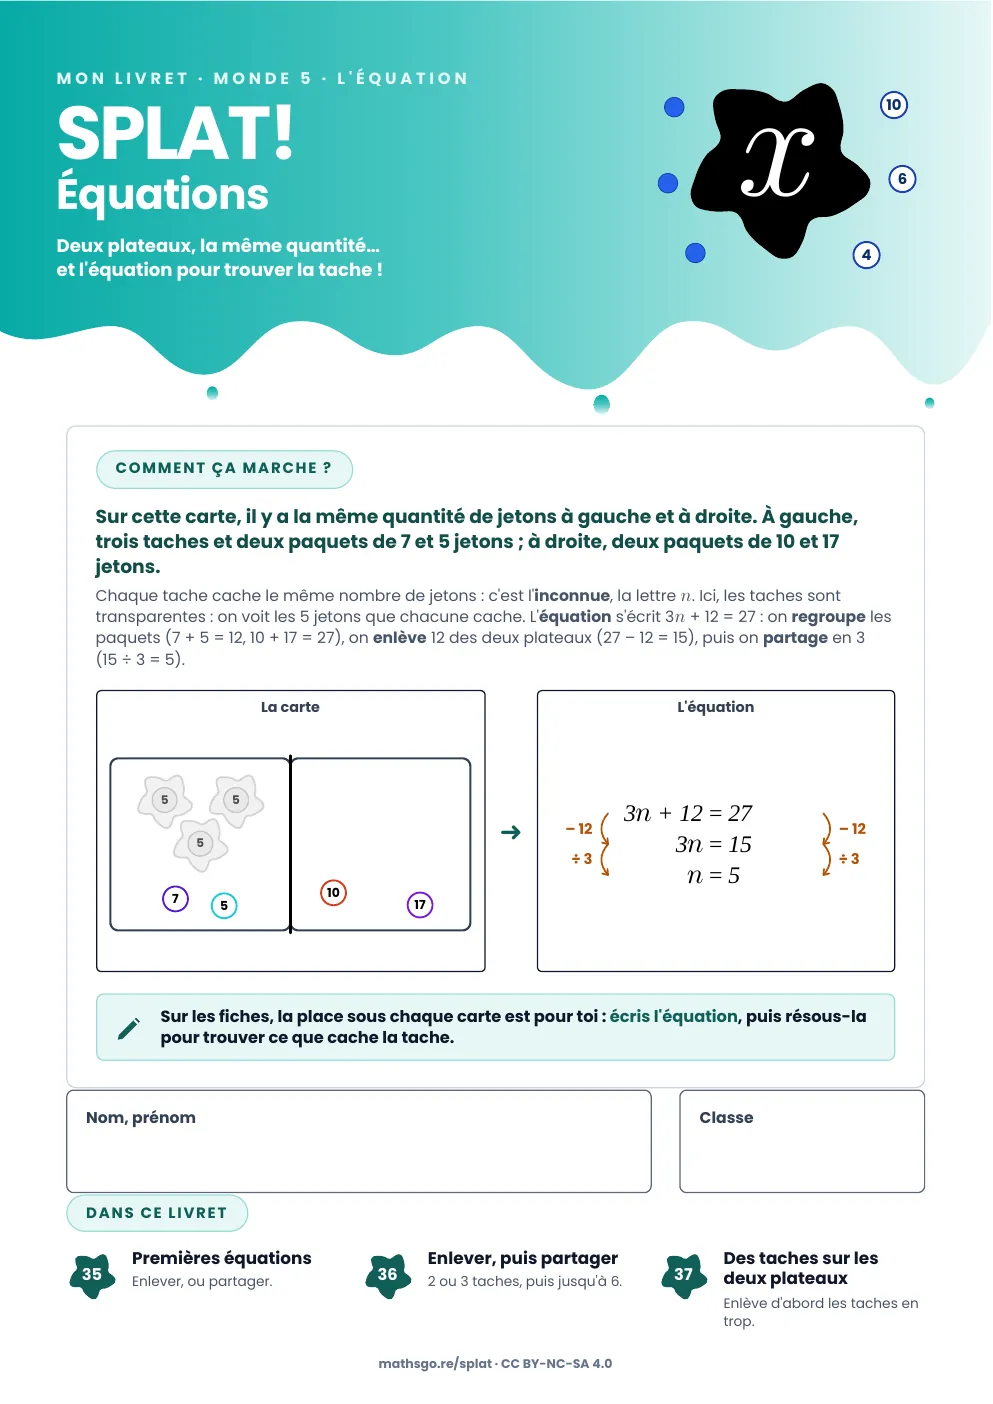 MON LIVRET · MONDE 5 · L'ÉQUATION
SPLAT!
Équations
Deux plateaux, la même quantité…
et l'équation pour trouver la tache !
x
10
6
4
COMMENT ÇA MARCHE ?
Sur cette carte, il y a la même quantité de jetons à gauche et à droite. À gauche,
trois taches et deux paquets de 7 et 5 jetons ; à droite, deux paquets de 10 et 17
jetons.
Chaque tache cache le même nombre de jetons : c'est l'inconnue, la lettre n. Ici, les taches sont
transparentes : on voit les 5 jetons que chacune cache. L'équation s'écrit 3n + 12 = 27 : on regroupe les
paquets (7 + 5 = 12, 10 + 17 = 27), on enlève 12 des deux plateaux (27 − 12 = 15), puis on partage en 3
(15 ÷ 3 = 5).
La carte
5
5
5
7
5
10
17
➜
L'équation
3n + 12 = 27
− 12
− 12
3n = 15
÷ 3
÷ 3
n = 5
Sur les fiches, la place sous chaque carte est pour toi : écris l'équation, puis résous-la
pour trouver ce que cache la tache.
Nom, prénom
Classe
DANS CE LIVRET
35
Premières équations
Enlever, ou partager.
36
Enlever, puis partager
2 ou 3 taches, puis jusqu'à 6.
37
Des taches sur les
deux plateaux
Enlève d'abord les taches en
trop.
mathsgo.re/splat · CC BY-NC-SA 4.0